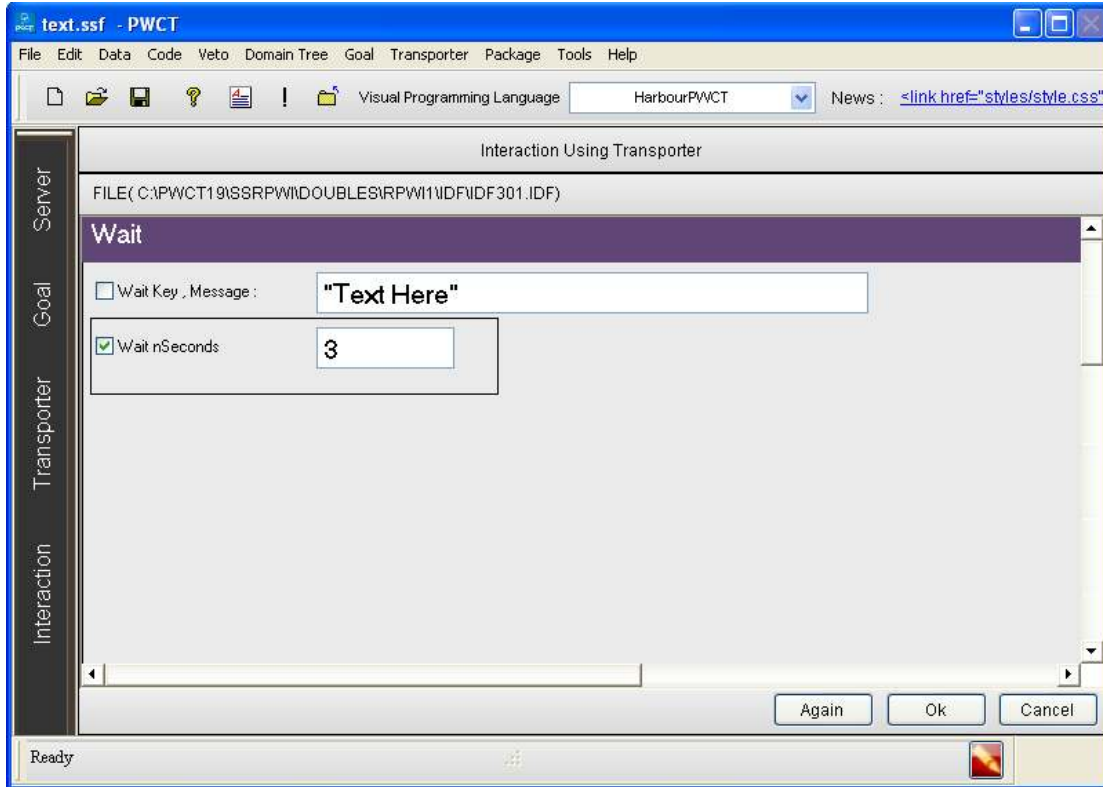 text.ssf - PWCT
File Edit Data Code Veto Domain Tree Goal Transporter Package Tools Help
Visual Programming Language HarbourPWCT News : <link href="styles/style.css"
Interaction Using Transporter
FILE( C:\PWCT19\SSRPWI\DOUBLES\RPWI1\IDF\IDF301.IDF)
Server
Goal
Transporter
Interaction
Wait
Wait Key , Message : "Text Here"
Wait nSeconds 3
Again Ok Cancel
Ready